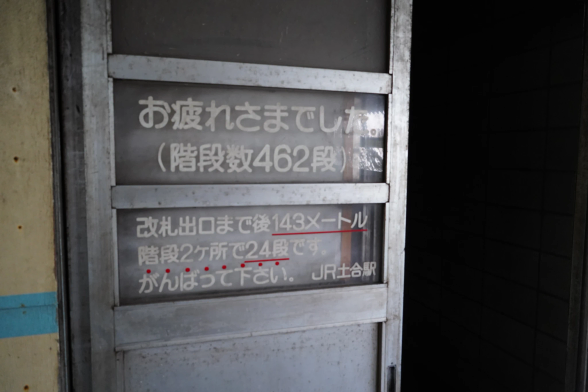 お疲れさまでした。
(階段数462段)
改札出口まで後143メートル
階段2ケ所で24段です。
がんばって下さい。 JR土合駅